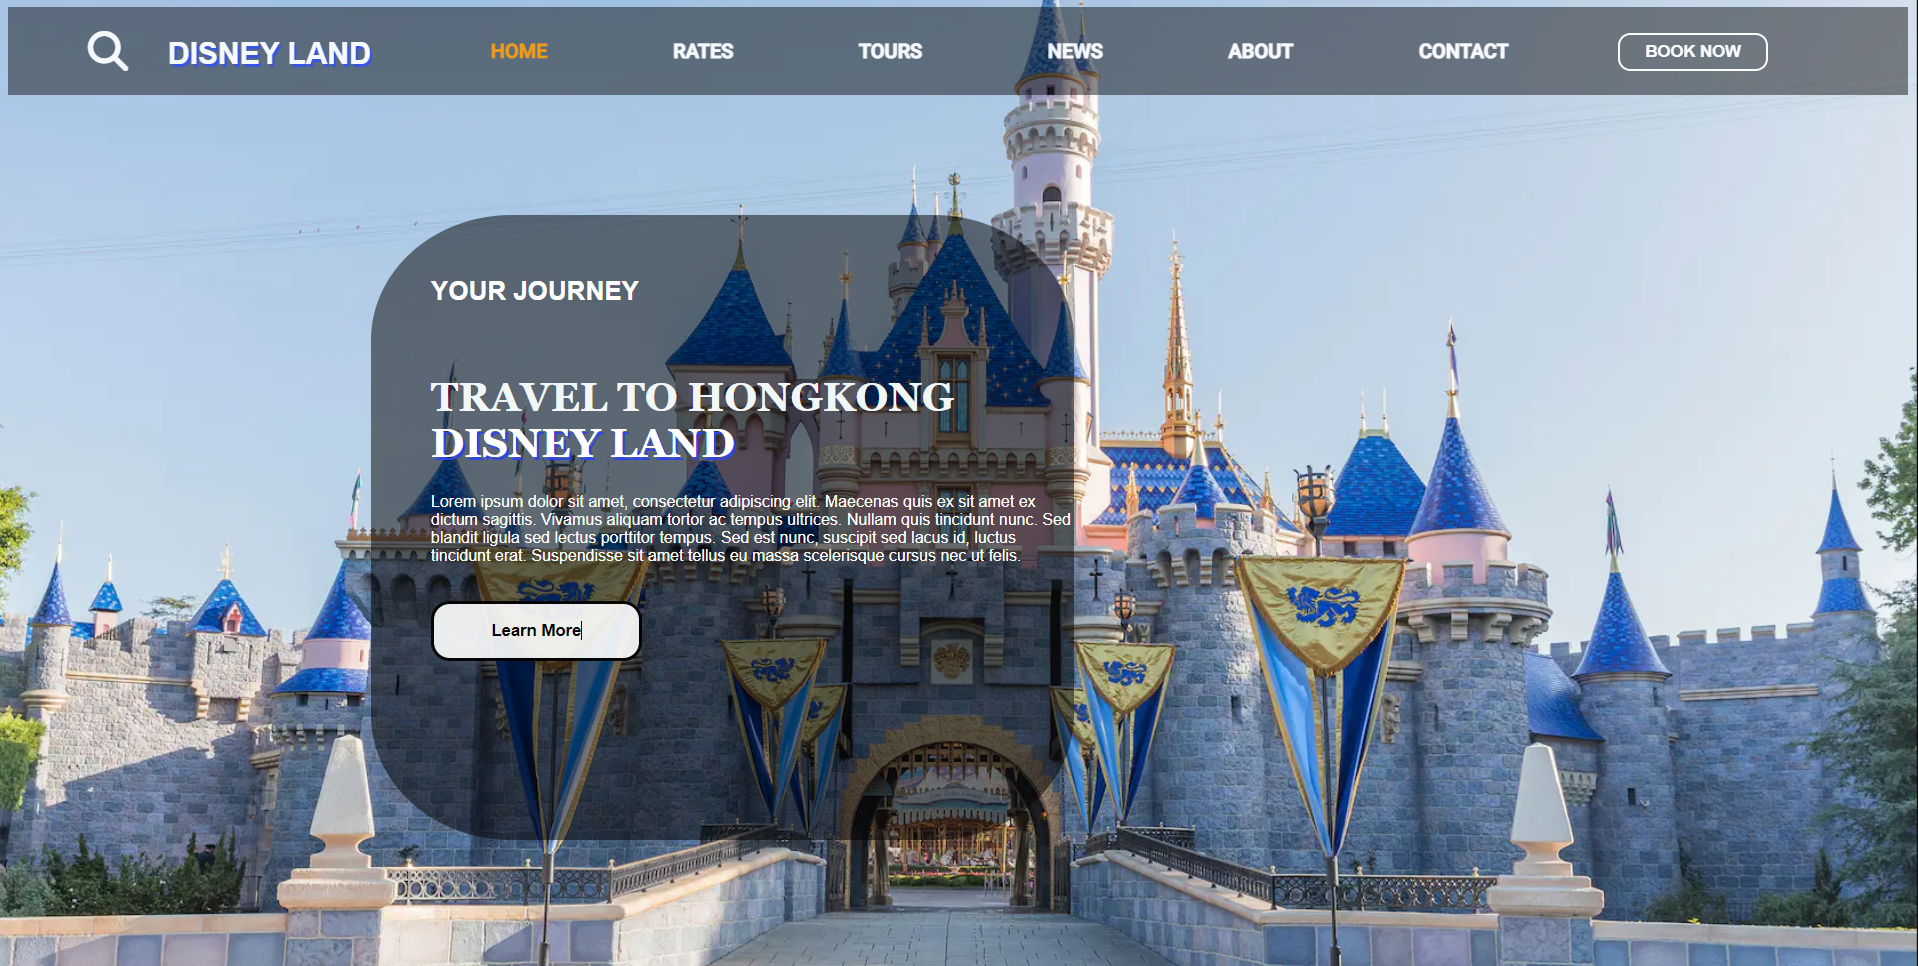 DISNEY LAND HOME RATES TOURS NEWS ABOUT CONTACT BOOK NOW
YOUR JOURNEY
TRAVEL TO HONGKONG
DISNEY LAND
Lorem ipsum dolor sit amet, consectetur adipiscing elit. Maecenas quis ex sit amet ex
dictum sagittis. Vivamus aliquam tortor ac tempus ultrices. Nullam quis tincidunt nunc. Sed
blandit ligula sed lectus porttitor tempus. Sed est nunc, suscipit sed lacus id, luctus
tincidunt erat. Suspendisse sit amet tellus eu massa scelerisque cursus nec ut felis.
Learn More